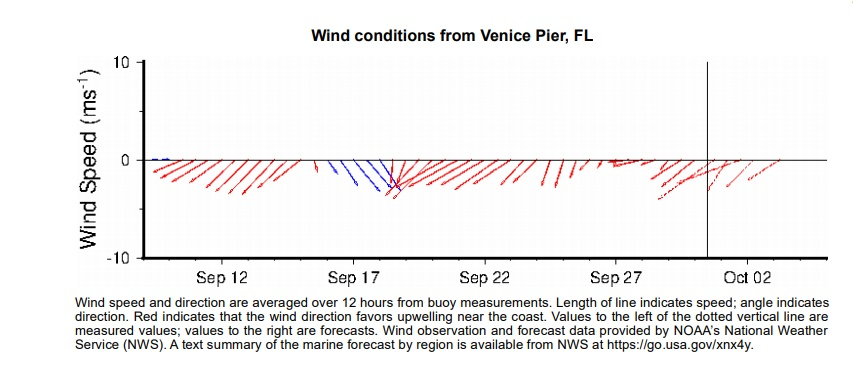 Wind conditions from Venice Pier, FL
10
0
-10
Wind Speed (ms⁻¹)
Sep 12 Sep 17 Sep 22 Sep 27 Oct 02
Wind speed and direction are averaged over 12 hours from buoy measurements. Length of line indicates speed; angle indicates
direction. Red indicates that the wind direction favors upwelling near the coast. Values to the left of the dotted vertical line are
measured values; values to the right are forecasts. Wind observation and forecast data provided by NOAA's National Weather
Service (NWS). A text summary of the marine forecast by region is available from NWS at https://go.usa.gov/xnx4y.